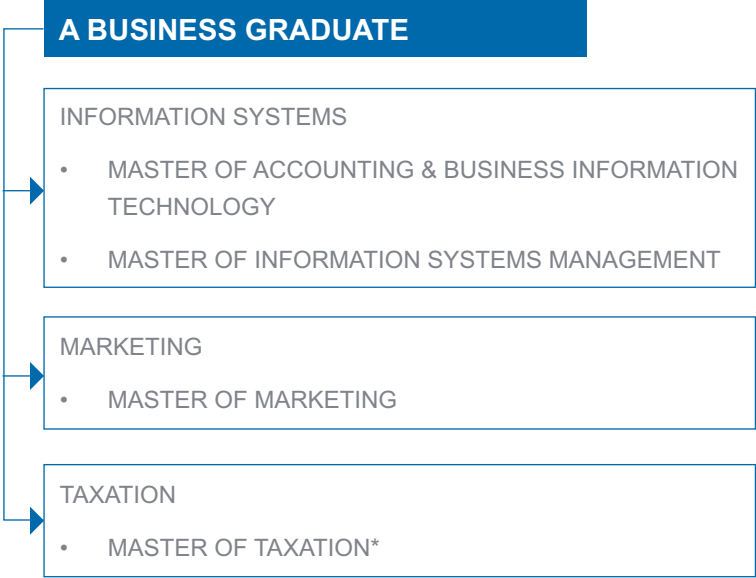 A BUSINESS GRADUATE
INFORMATION SYSTEMS
• MASTER OF ACCOUNTING & BUSINESS INFORMATION
TECHNOLOGY
• MASTER OF INFORMATION SYSTEMS MANAGEMENT
MARKETING
• MASTER OF MARKETING
TAXATION
• MASTER OF TAXATION*